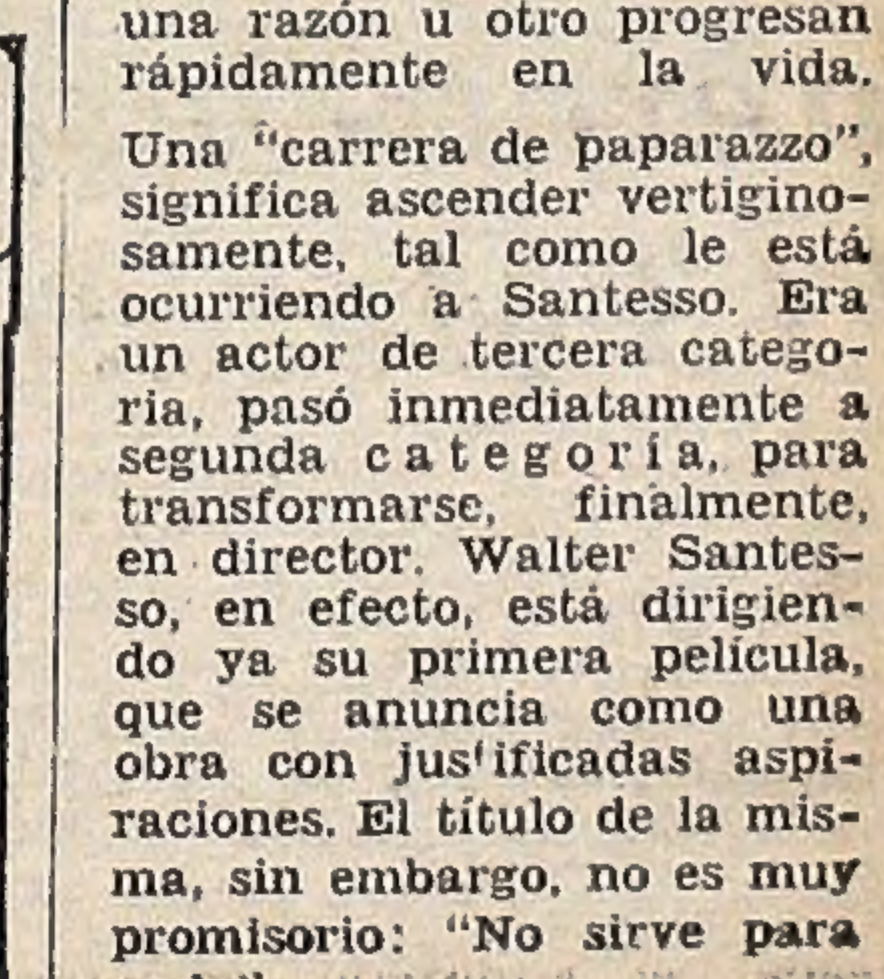 una razón u otro progresan
rápidamente en la vida.
Una "carrera de paparazzo",
significa ascender vertigino-
samente, tal como le está
ocurriendo a Santesso. Era
un actor de tercera catego-
ria, pasó inmediatamente a
segunda categoría, para
transformarse, finalmente,
en director. Walter Santes-
so, en efecto, está dirigien-
do ya su primera película,
que se anuncia como una
obra con justificadas aspi-
raciones. El título de la mis-
ma, sin embargo, no es muy
promisorio: "No sirve para